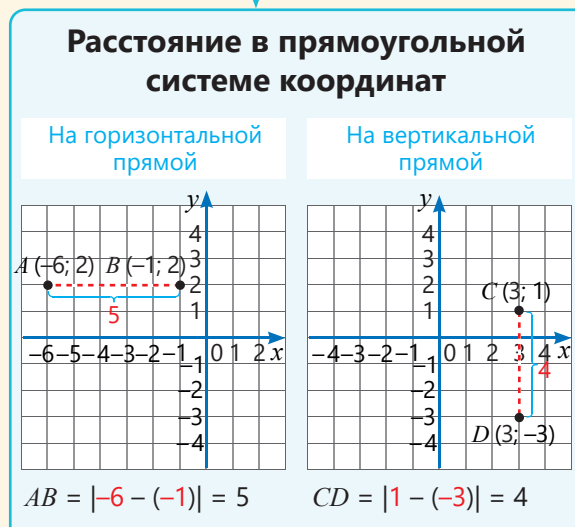 Расстояние в прямоугольной
системе координат
На горизонтальной
прямой
y
4
3
A (–6; 2) B (–1; 2)
2
1
5
–6 –5 –4 –3 –2 –1 0 1 2 x
–1
–2
–3
–4
AB = |–6 – (–1)| = 5
На вертикальной
прямой
y
4
3
2
C (3; 1)
1
–4 –3 –2 –1 0 1 2 3 4 x
4
–1
–2
–3
D (3; –3)
–4
CD = |1 – (–3)| = 4